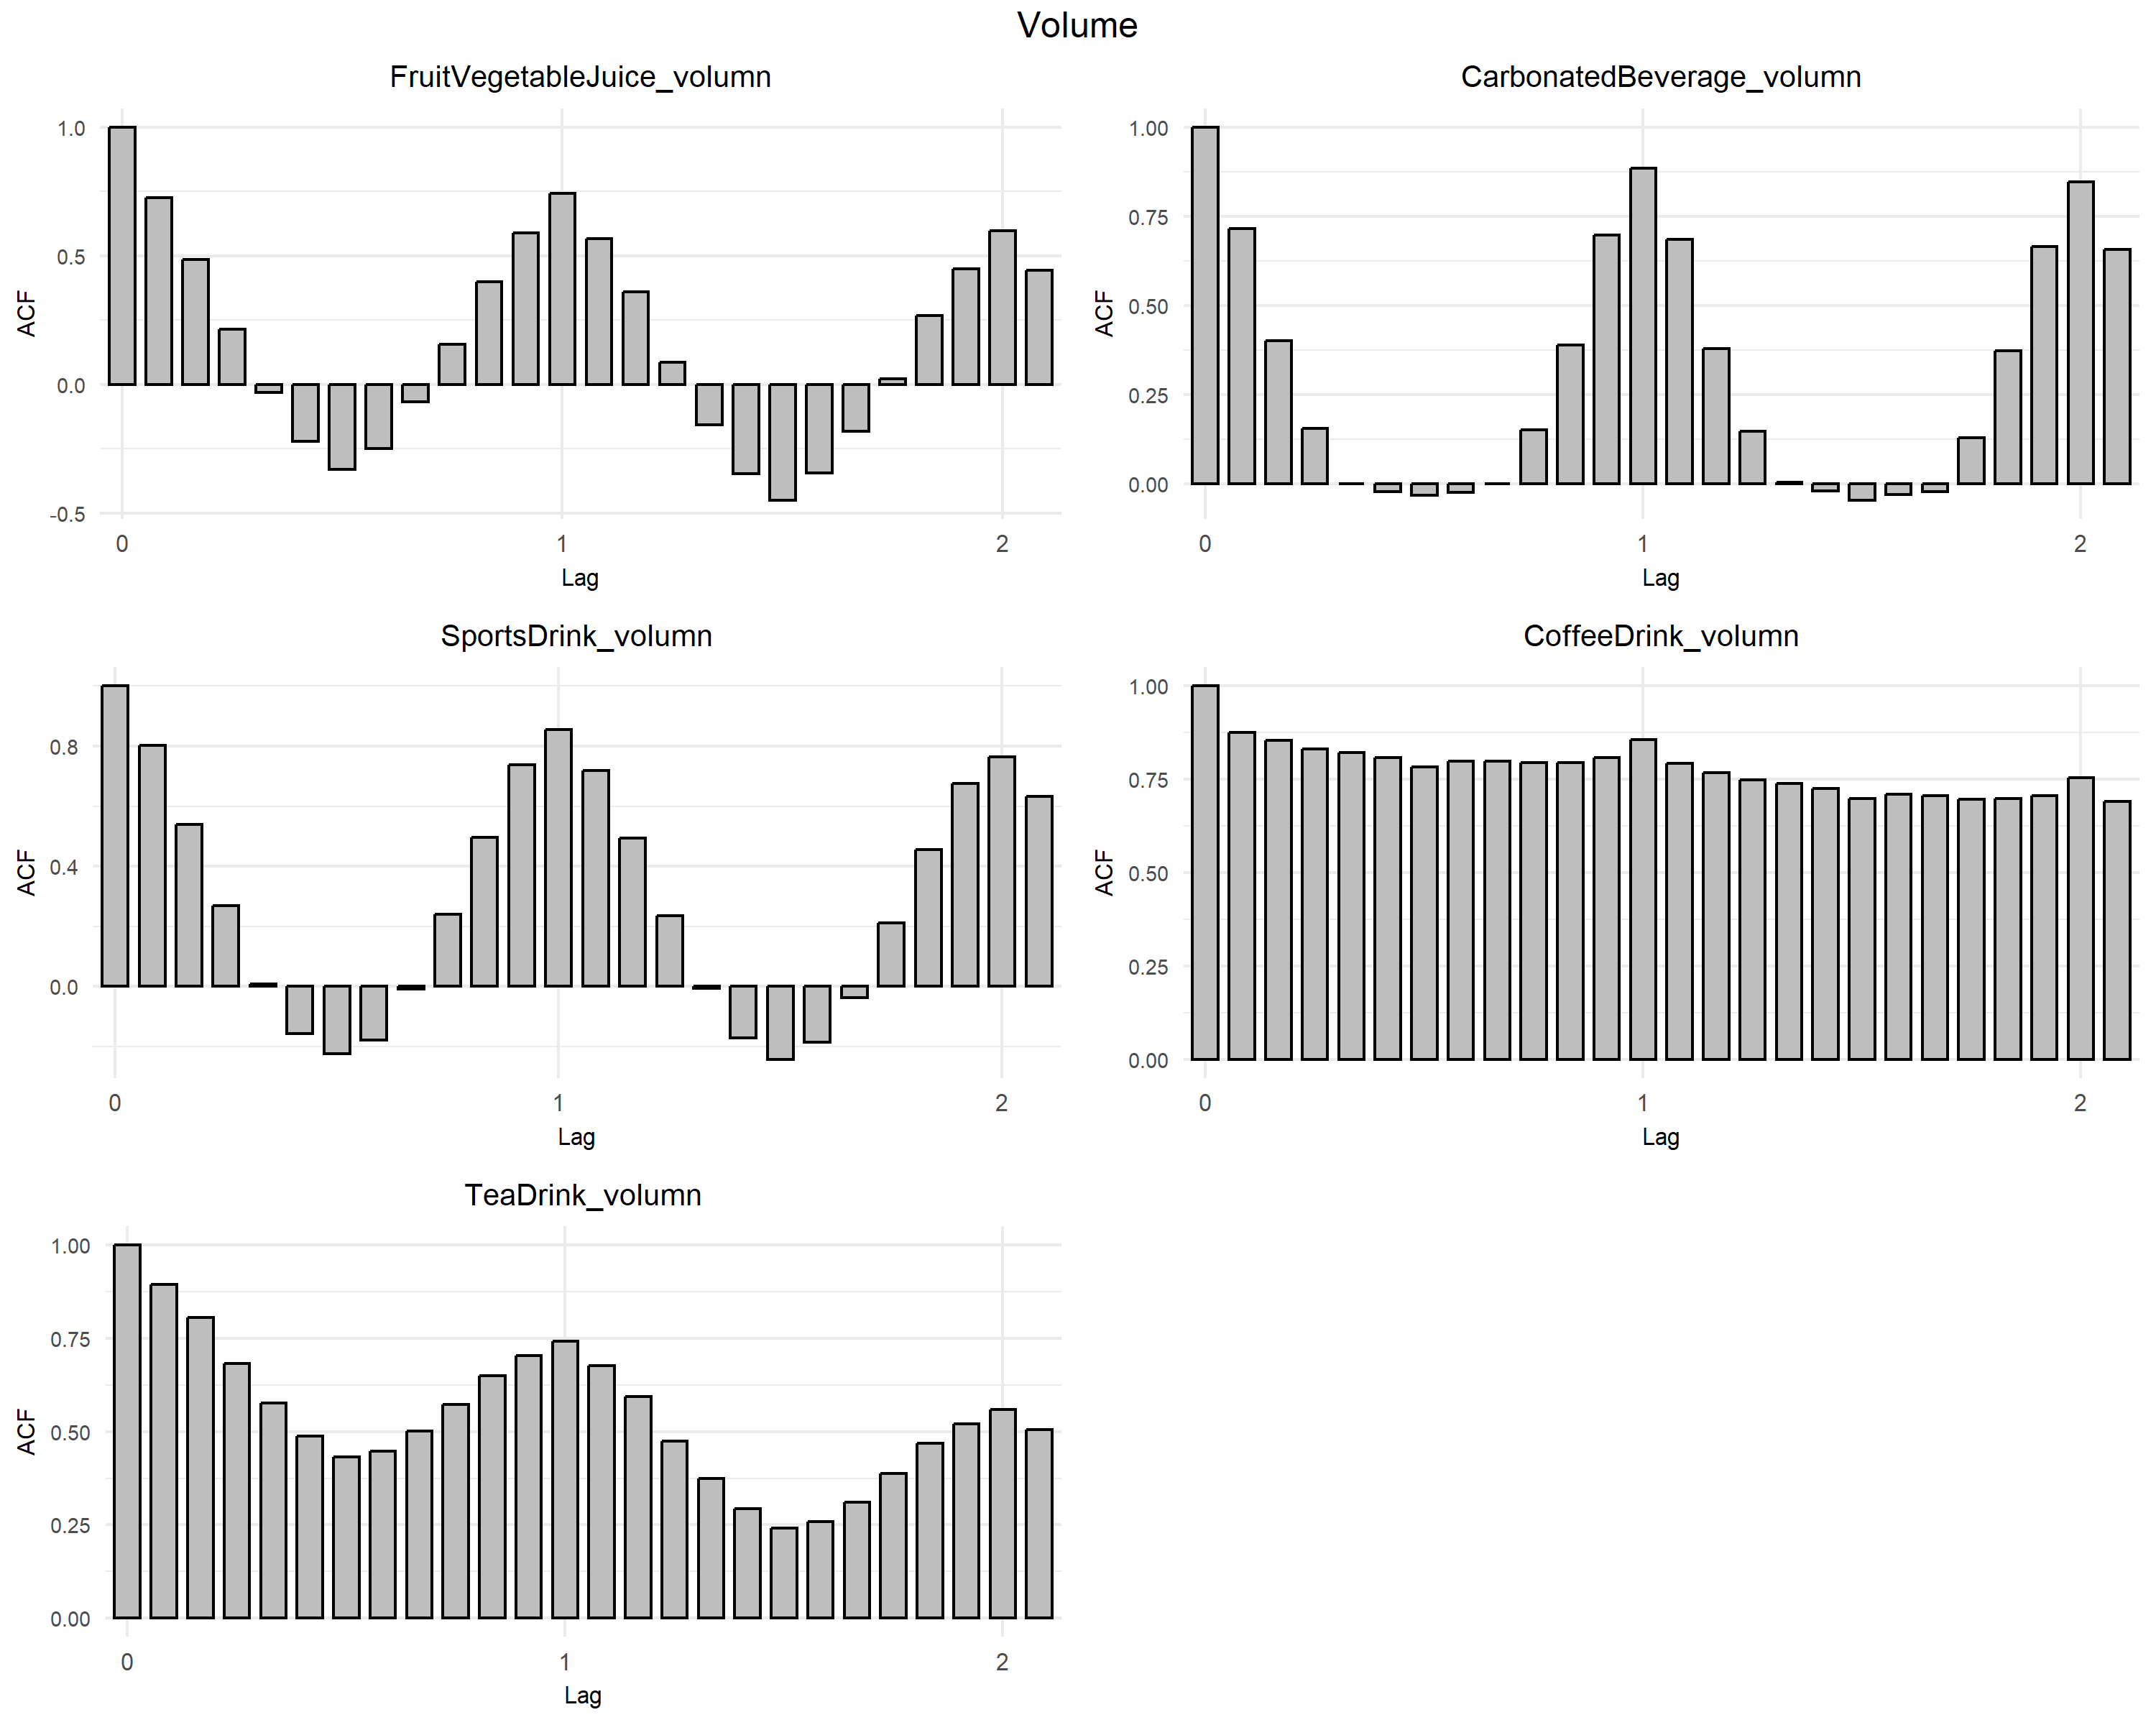 Volume
FruitVegetableJuice_volumn
1.0
0.5
0.0
-0.5
ACF
0
1
2
Lag
CarbonatedBeverage_volumn
1.00
0.75
0.50
0.25
0.00
ACF
0
1
2
Lag
SportsDrink_volumn
0.8
0.4
0.0
ACF
0
1
2
Lag
CoffeeDrink_volumn
1.00
0.75
0.50
0.25
0.00
ACF
0
1
2
Lag
TeaDrink_volumn
1.00
0.75
0.50
0.25
0.00
ACF
0
1
2
Lag